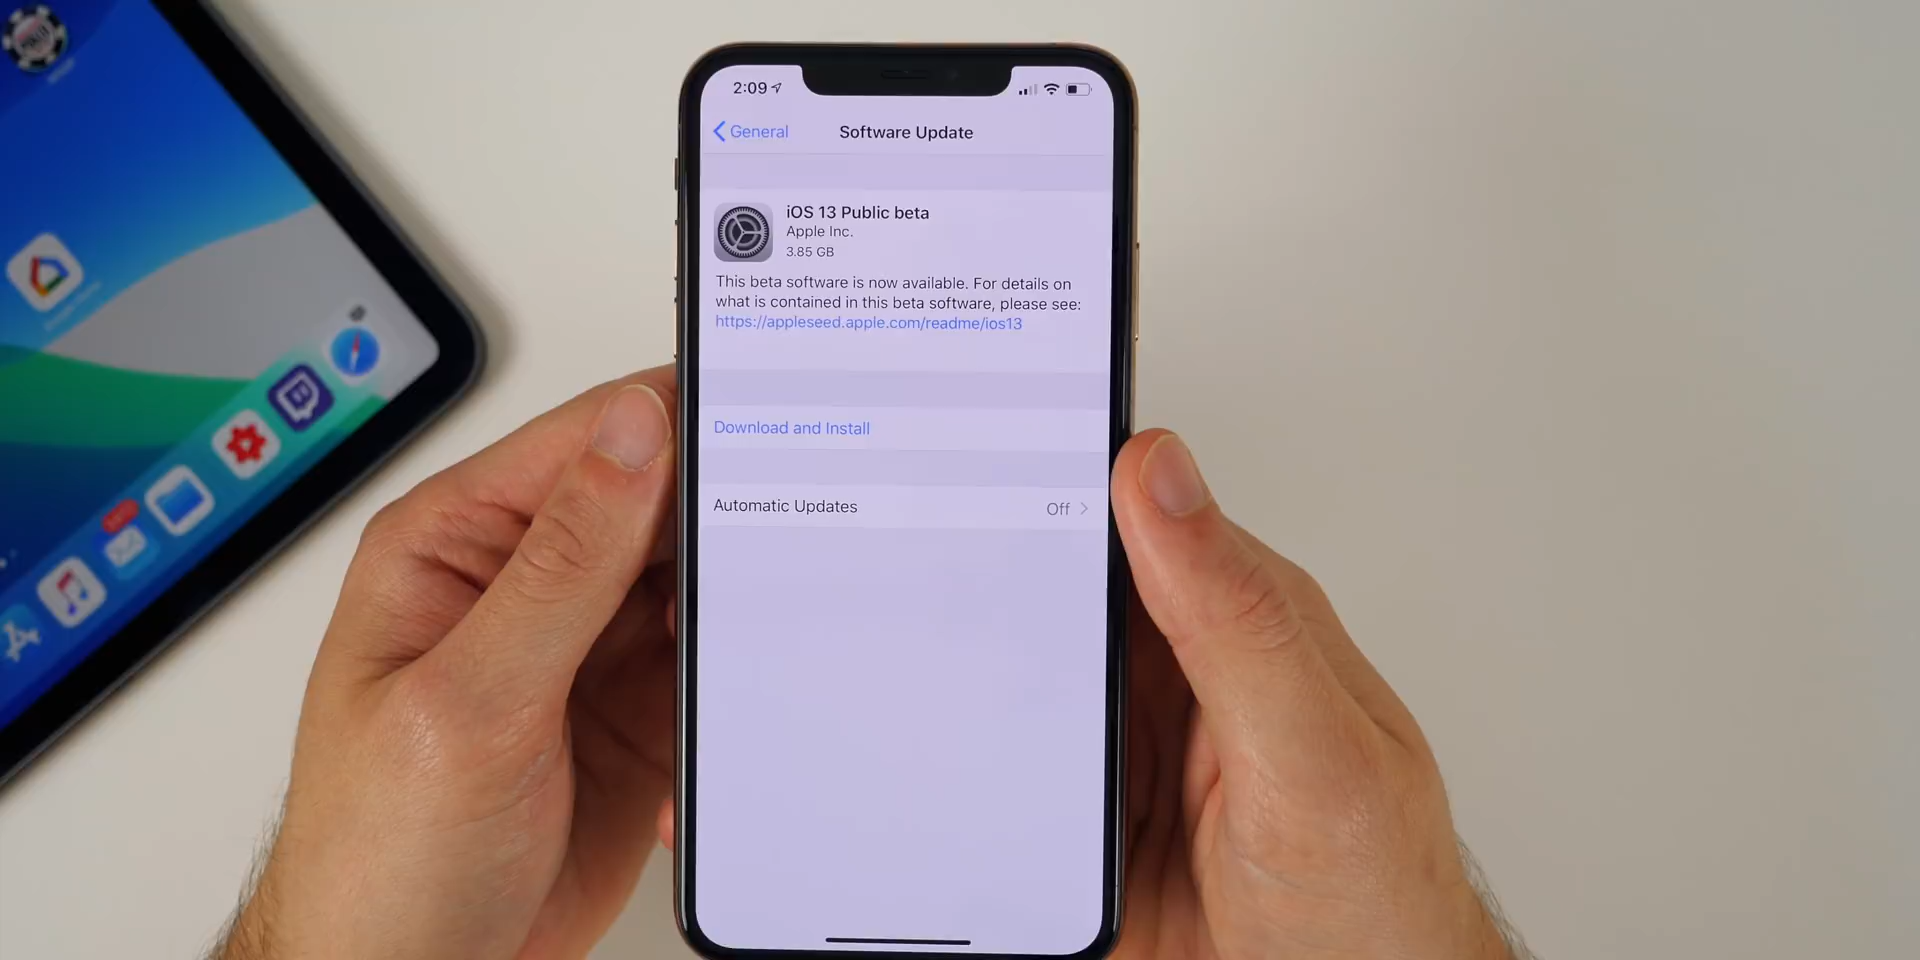 2:09
General
Software Update
iOS 13 Public beta
Apple Inc.
3.85 GB
This beta software is now available. For details on
what is contained in this beta software, please see:
https://appleseed.apple.com/readme/ios13
Download and Install
Automatic Updates
Off